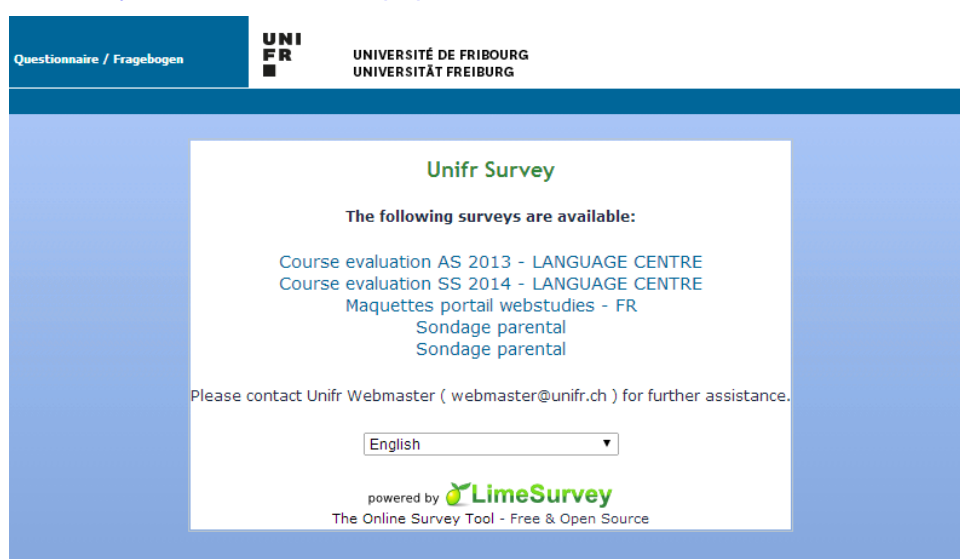 Questionnaire / Fragebogen
UNI
FR
UNIVERSITÉ DE FRIBOURG
UNIVERSITÄT FREIBURG
Unifr Survey
The following surveys are available:
Course evaluation AS 2013 - LANGUAGE CENTRE
Course evaluation SS 2014 - LANGUAGE CENTRE
Maquettes portail webstudies - FR
Sondage parental
Sondage parental
Please contact Unifr Webmaster ( webmaster@unifr.ch ) for further assistance.
English
powered by LimeSurvey
The Online Survey Tool - Free & Open Source